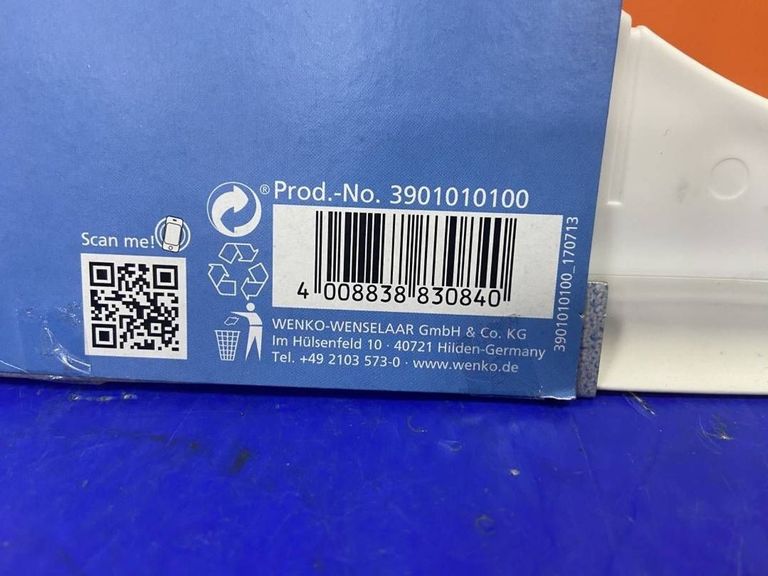 ® Prod.-No. 3901010100
Scan me!
4 008838 830840
WENKO-WENSELAAR GmbH & Co. KG
Im Hülsenfeld 10 · 40721 Hilden-Germany
Tel. +49 2103 573-0 · www.wenko.de
3901010100_170713